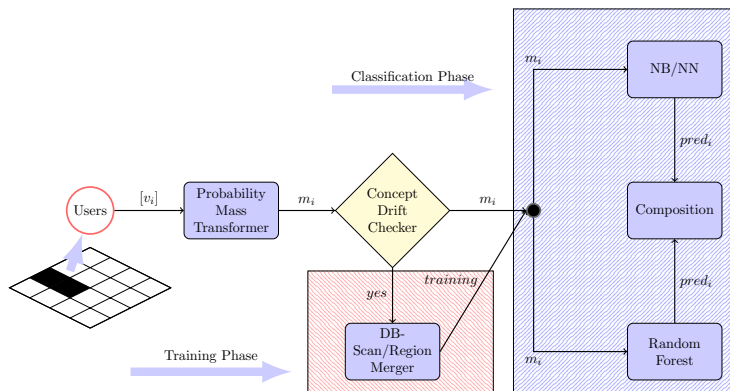 Classification Phase
m_i
NB/NN
pred_i
Users
[v_i]
Probability
Mass
Transformer
m_i
Concept
Drift
Checker
m_i
Composition
yes
training
pred_i
Training Phase
DB-
Scan/Region
Merger
m_i
Random
Forest